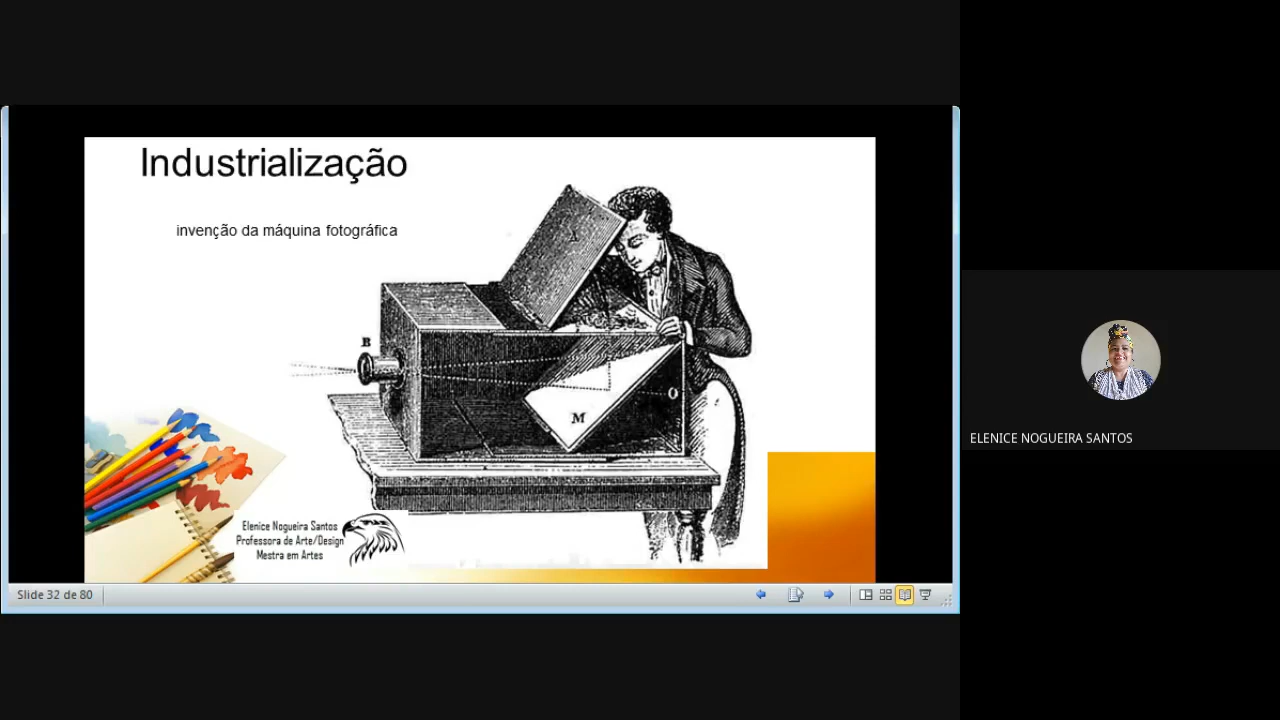 Industrialização
invenção da máquina fotográfica
A
B
O
M
Elenice Nogueira Santos
Professora de Arte/Design
Mestra em Artes
ELENICE NOGUEIRA SANTOS
Slide 32 de 80